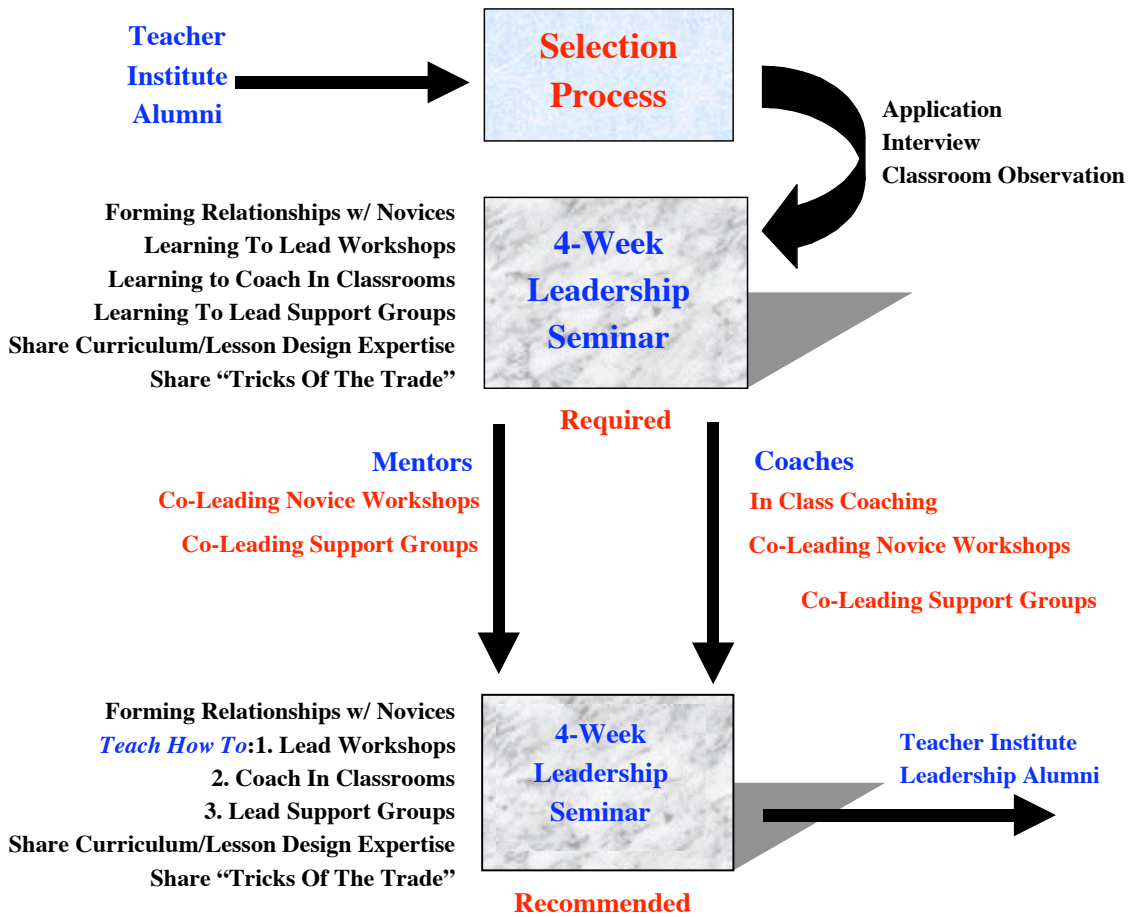 Teacher
Institute
Alumni
Selection
Process
Application
Interview
Classroom Observation
Forming Relationships w/ Novices
Learning To Lead Workshops
Learning to Coach In Classrooms
Learning To Lead Support Groups
Share Curriculum/Lesson Design Expertise
Share “Tricks Of The Trade”
4-Week
Leadership
Seminar
Required
Mentors
Co-Leading Novice Workshops
Co-Leading Support Groups
Coaches
In Class Coaching
Co-Leading Novice Workshops
Co-Leading Support Groups
Forming Relationships w/ Novices
Teach How To:1. Lead Workshops
2. Coach In Classrooms
3. Lead Support Groups
Share Curriculum/Lesson Design Expertise
Share “Tricks Of The Trade”
4-Week
Leadership
Seminar
Recommended
Teacher Institute
Leadership Alumni